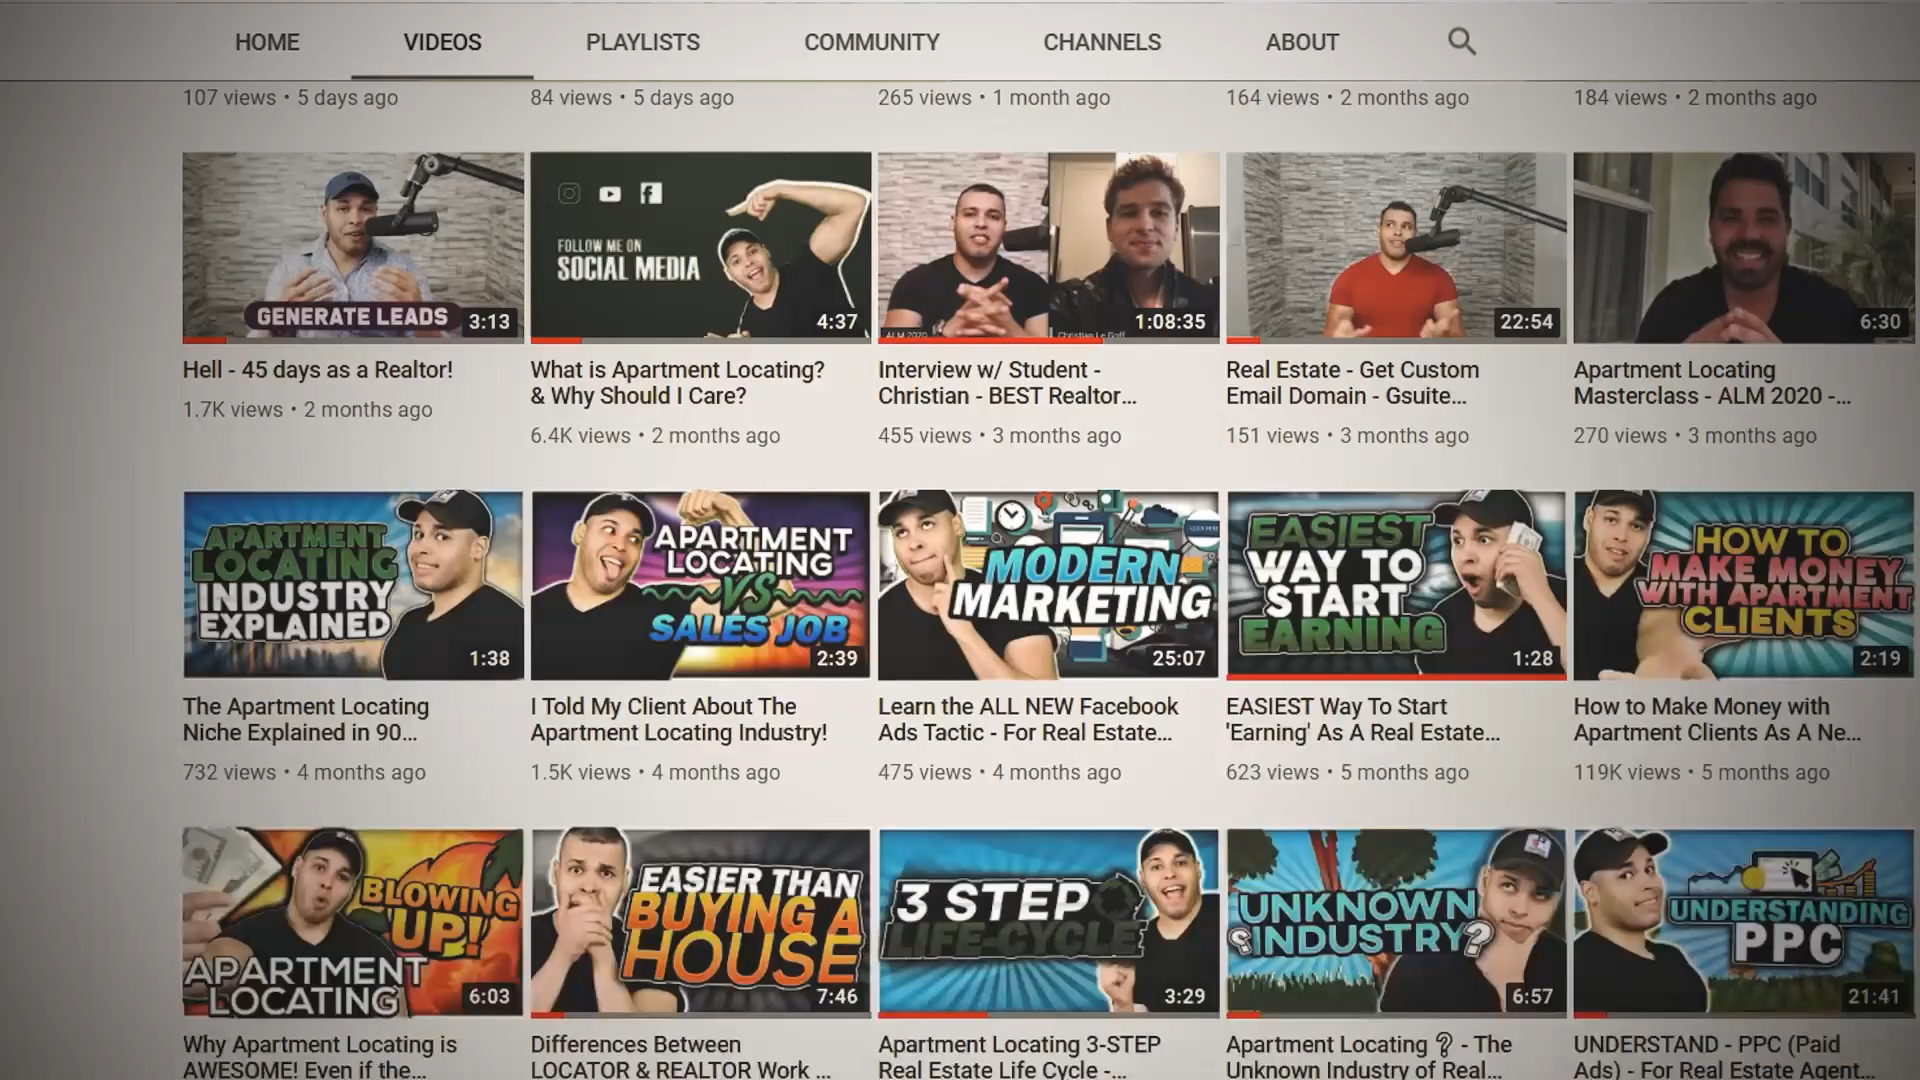 HOME VIDEOS PLAYLISTS COMMUNITY CHANNELS ABOUT
107 views • 5 days ago
84 views • 5 days ago
265 views • 1 month ago
164 views • 2 months ago
184 views • 2 months ago
GENERATE LEADS
3:13
FOLLOW ME ON
SOCIAL MEDIA
4:37
ALM 2020
Christian Le Goff
1:08:35
22:54
6:30
Hell - 45 days as a Realtor!
1.7K views • 2 months ago
What is Apartment Locating?
& Why Should I Care?
6.4K views • 2 months ago
Interview w/ Student -
Christian - BEST Realtor...
455 views • 3 months ago
Real Estate - Get Custom
Email Domain - Gsuite...
151 views • 3 months ago
Apartment Locating
Masterclass - ALM 2020 -...
270 views • 3 months ago
APARTMENT
LOCATING
INDUSTRY
EXPLAINED
1:38
APARTMENT
LOCATING
VS
SALES JOB
2:39
CLICK HERE
MODERN
MARKETING
25:07
EASIEST
WAY TO
START
EARNING
1:28
HOW TO
MAKE MONEY
WITH APARTMENT
CLIENTS
2:19
The Apartment Locating
Niche Explained in 90...
732 views • 4 months ago
I Told My Client About The
Apartment Locating Industry!
1.5K views • 4 months ago
Learn the ALL NEW Facebook
Ads Tactic - For Real Estate...
475 views • 4 months ago
EASIEST Way To Start
'Earning' As A Real Estate...
623 views • 5 months ago
How to Make Money with
Apartment Clients As A Ne...
119K views • 5 months ago
BLOWING
UP!
APARTMENT
LOCATING
6:03
EASIER THAN
BUYING A
HOUSE
7:46
3 STEP
LIFE-CYCLE
3:29
UNKNOWN
?INDUSTRY?
6:57
UNDERSTANDING
PPC
21:41
Why Apartment Locating is
AWESOME! Even if the...
Differences Between
LOCATOR & REALTOR Work ...
Apartment Locating 3-STEP
Real Estate Life Cycle -...
Apartment Locating ? - The
Unknown Industry of Real...
UNDERSTAND - PPC (Paid
Ads) - For Real Estate Agent...